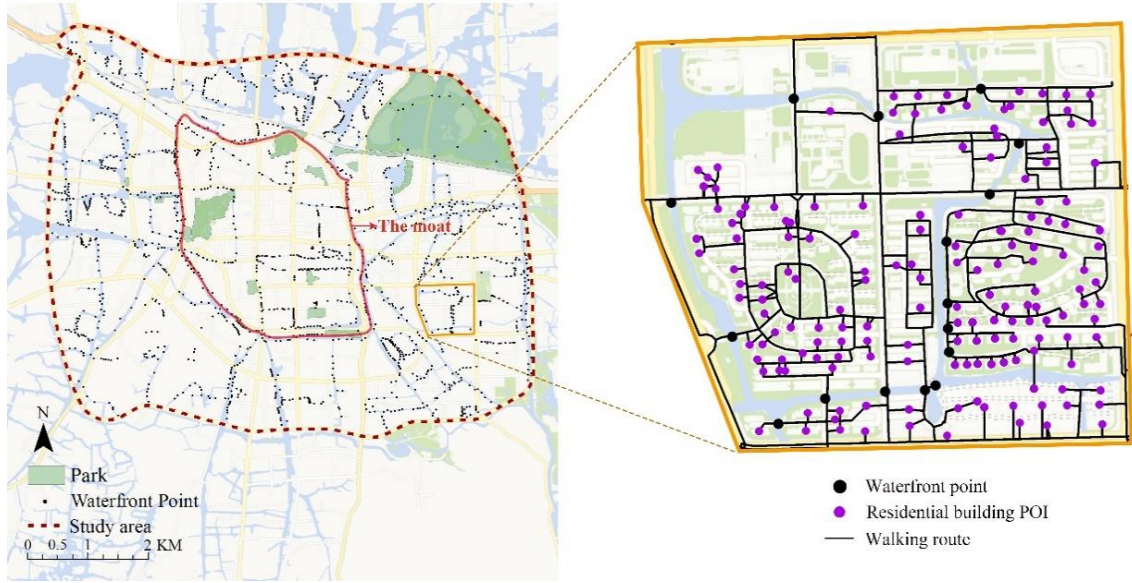 The moat
N
Park
Waterfront Point
Study area
0 0.5 1 2 KM
Waterfront point
Residential building POI
Walking route